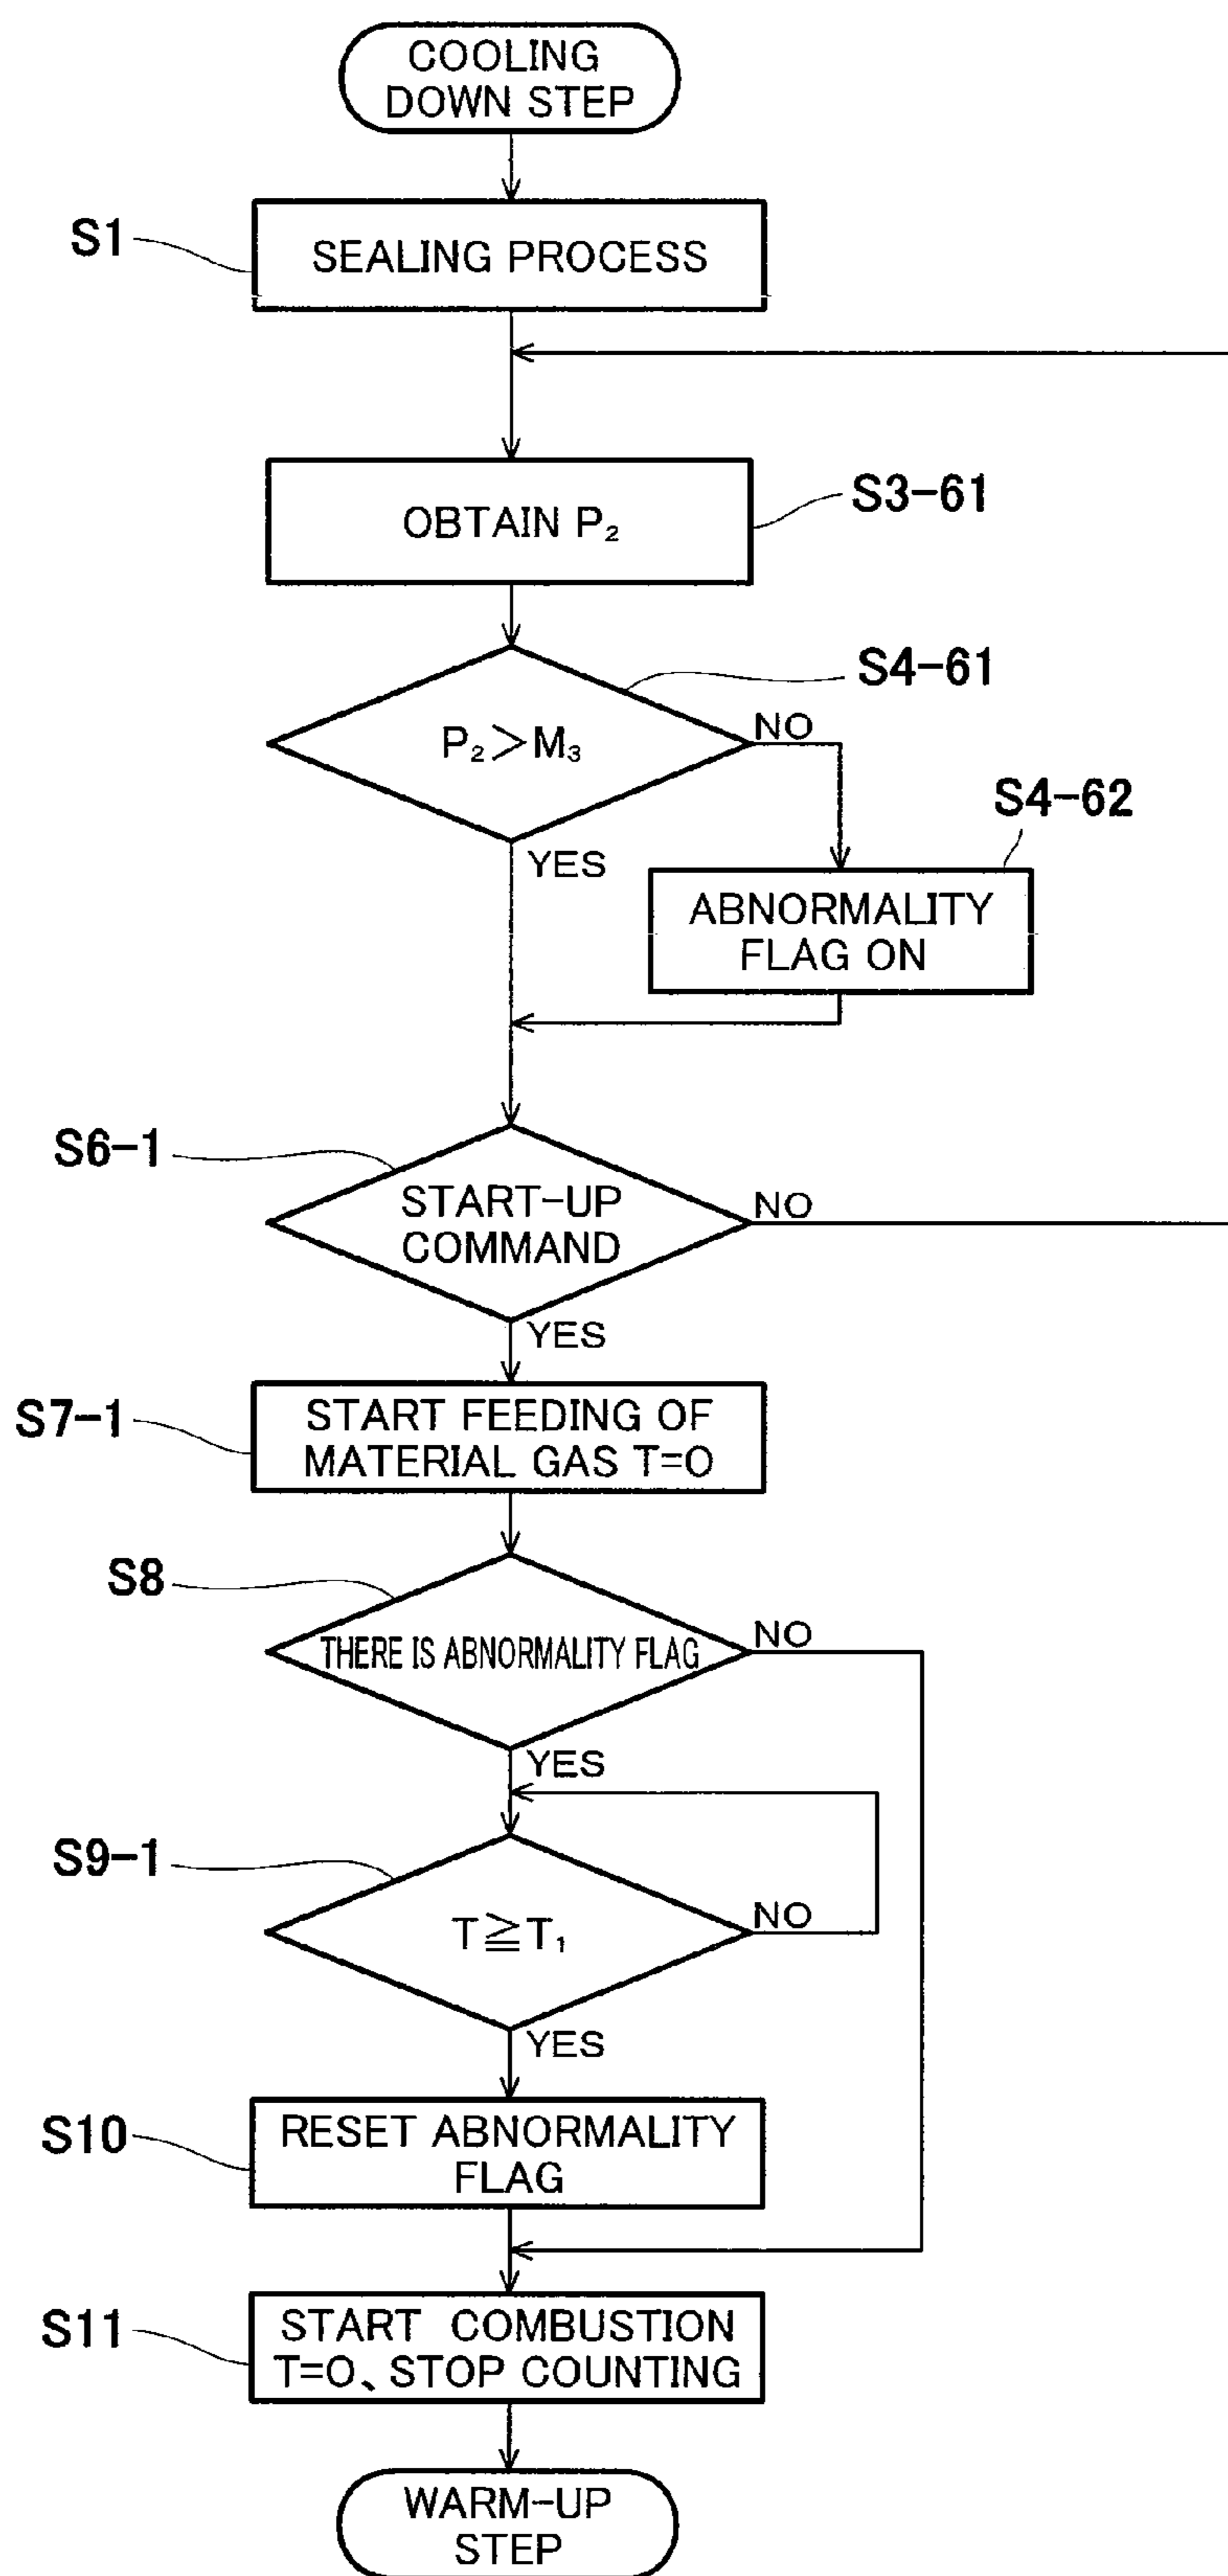 COOLING
DOWN STEP
S1
SEALING PROCESS
OBTAIN P₂
S3-61
S4-61
P₂>M₃
NO
YES
S4-62
ABNORMALITY
FLAG ON
S6-1
START-UP
COMMAND
NO
YES
S7-1
START FEEDING OF
MATERIAL GAS T=0
S8
THERE IS ABNORMALITY FLAG
NO
YES
S9-1
T≧T₁
NO
YES
S10
RESET ABNORMALITY
FLAG
S11
START COMBUSTION
T=0、STOP COUNTING
WARM-UP
STEP